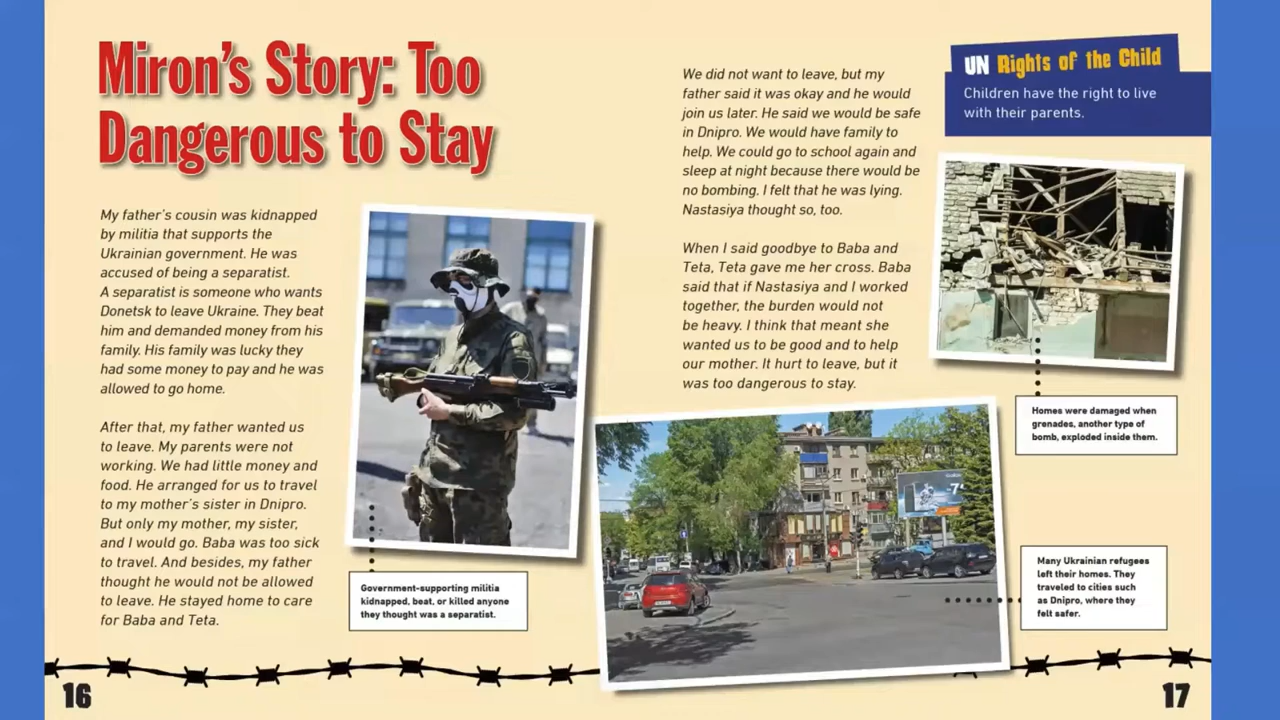 Miron's Story: Too
Dangerous to Stay
My father's cousin was kidnapped
by militia that supports the
Ukrainian government. He was
accused of being a separatist.
A separatist is someone who wants
Donetsk to leave Ukraine. They beat
him and demanded money from his
family. His family was lucky they
had some money to pay and he was
allowed to go home.
After that, my father wanted us
to leave. My parents were not
working. We had little money and
food. He arranged for us to travel
to my mother's sister in Dnipro.
But only my mother, my sister,
and I would go. Baba was too sick
to travel. And besides, my father
thought he would not be allowed
to leave. He stayed home to care
for Baba and Teta.
Government-supporting militia
kidnapped, beat, or killed anyone
they thought was a separatist.
16
We did not want to leave, but my
father said it was okay and he would
join us later. He said we would be safe
in Dnipro. We would have family to
help. We could go to school again and
sleep at night because there would be
no bombing. I felt that he was lying.
Nastasiya thought so, too.
When I said goodbye to Baba and
Teta, Teta gave me her cross. Baba
said that if Nastasiya and I worked
together, the burden would not
be heavy. I think that meant she
wanted us to be good and to help
our mother. It hurt to leave, but it
was too dangerous to stay.
UN Rights of the Child
Children have the right to live
with their parents.
Homes were damaged when
grenades, another type of
bomb, exploded inside them.
-7
Many Ukrainian refugees
left their homes. They
traveled to cities such
as Dnipro, where they
felt safer.
17